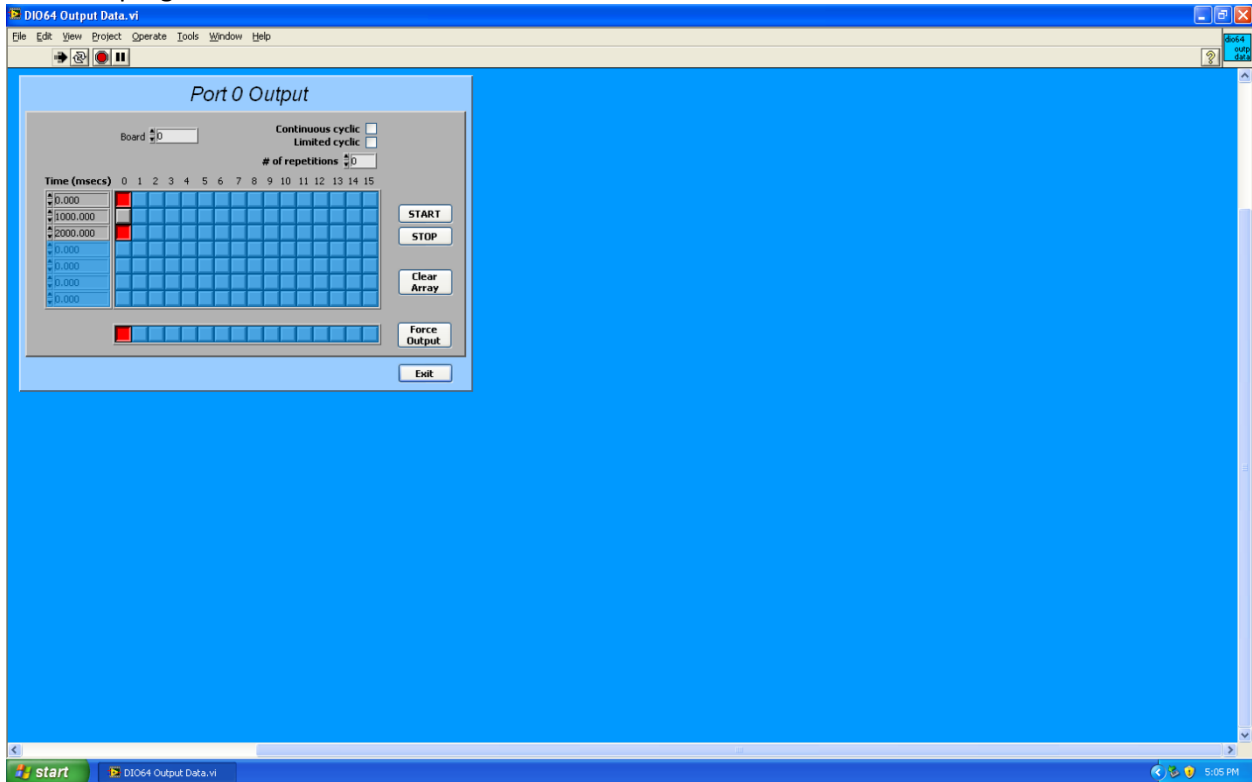 DIO64 Output Data.vi
File Edit View Project Operate Tools Window Help
dio64
outp
data
Port 0 Output
Board 0
Continuous cyclic
Limited cyclic
# of repetitions 0
Time (msecs) 0 1 2 3 4 5 6 7 8 9 10 11 12 13 14 15
0.000
1000.000
START
2000.000
STOP
0.000
0.000
Clear
Array
0.000
0.000
Force
Output
Exit
start DIO64 Output Data.vi 5:05 PM